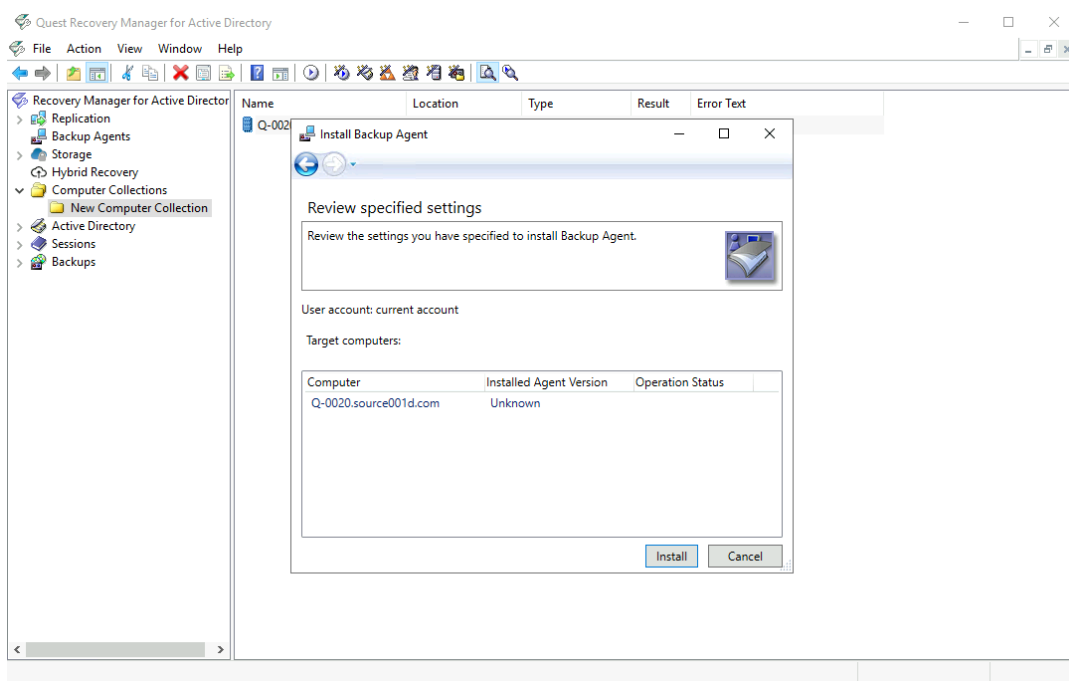 Quest Recovery Manager for Active Directory
File Action View Window Help
Recovery Manager for Active Director
Replication
Backup Agents
Storage
Hybrid Recovery
Computer Collections
New Computer Collection
Active Directory
Sessions
Backups
Name Location Type Result Error Text
Q-002
Install Backup Agent
Review specified settings
Review the settings you have specified to install Backup Agent.
User account: current account
Target computers:
Computer Installed Agent Version Operation Status
Q-0020.source001d.com Unknown
Install Cancel